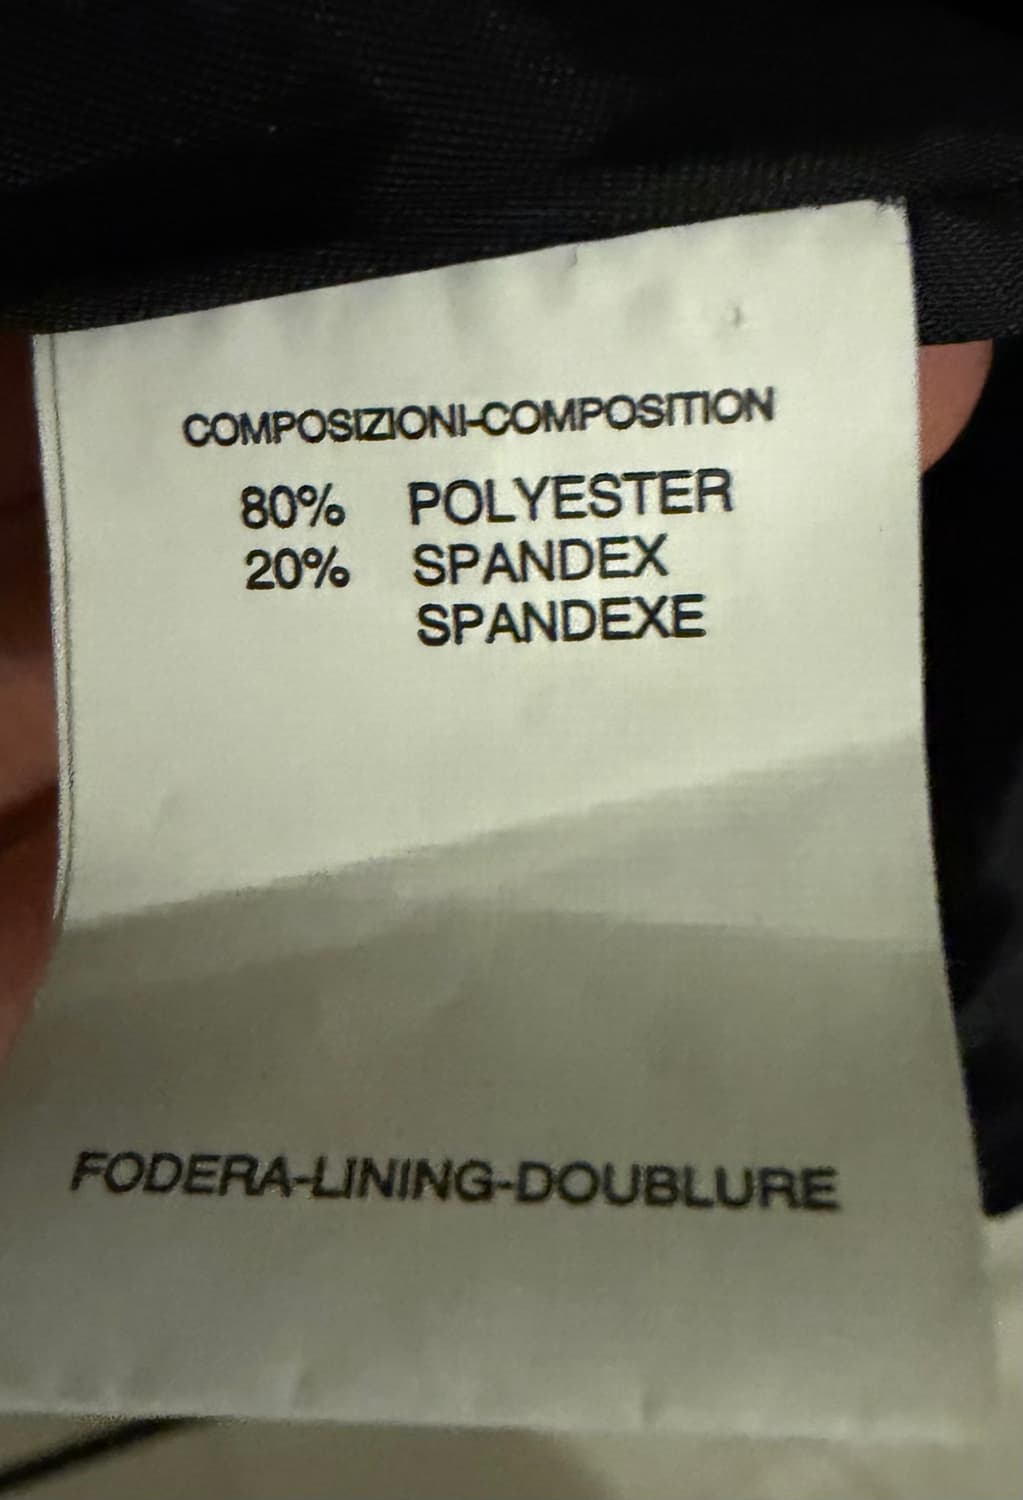 COMPOSIZIONI-COMPOSITION
80% POLYESTER
20% SPANDEX
SPANDEXE
FODERA-LINING-DOUBLURE